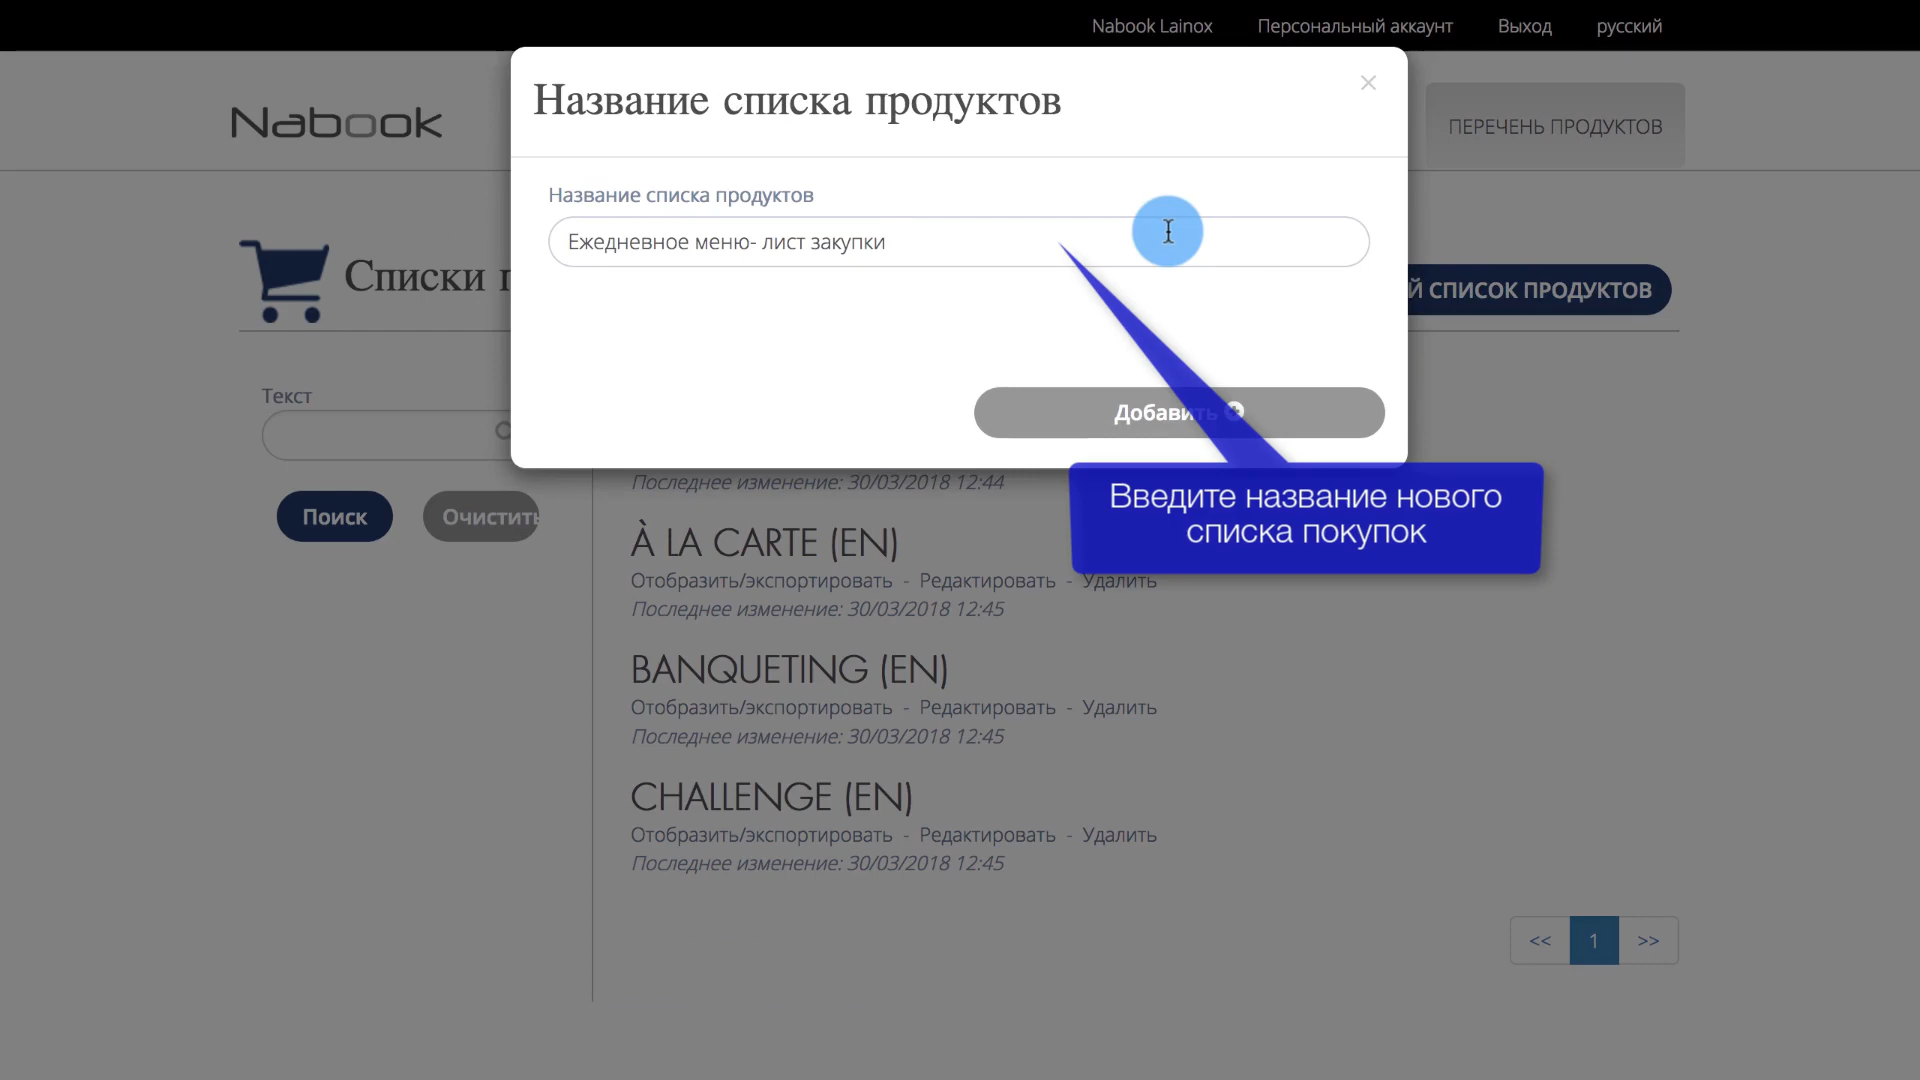 Nabook Lainox
Персональный аккаунт
Выход
русский
Nabook
Название списка продуктов
ПЕРЕЧЕНЬ ПРОДУКТОВ
Название списка продуктов
Ежедневное меню- лист закупки
Списки
Й СПИСОК ПРОДУКТОВ
Текст
Добавить
Поиск
Очистить
Последнее изменение: 30/03/2018 12:44
Введите название нового
списка покупок
À LA CARTE (EN)
Отобразить/экспортировать - Редактировать - Удалить
Последнее изменение: 30/03/2018 12:45
BANQUETING (EN)
Отобразить/экспортировать - Редактировать - Удалить
Последнее изменение: 30/03/2018 12:45
CHALLENGE (EN)
Отобразить/экспортировать - Редактировать - Удалить
Последнее изменение: 30/03/2018 12:45
<< 1 >>